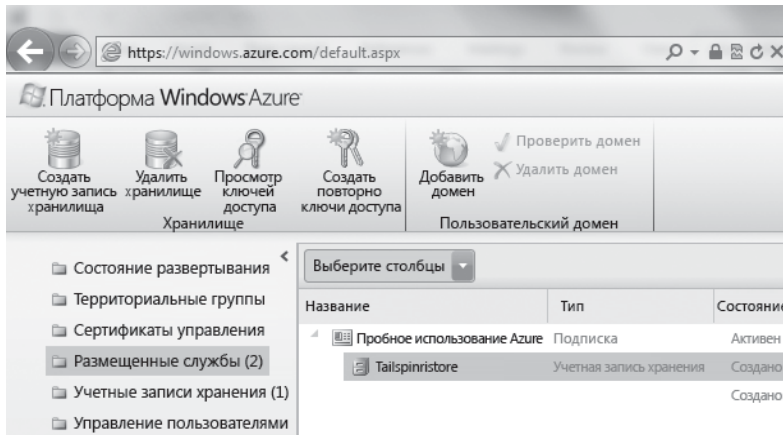 https://windows.azure.com/default.aspx
Платформа Windows Azure
Создать учетную запись хранилища
Удалить хранилище
Просмотр ключей доступа
Создать повторно ключи доступа
Хранилище
Добавить домен
Проверить домен
Удалить домен
Пользовательский домен
Состояние развертывания
Территориальные группы
Сертификаты управления
Размещенные службы (2)
Учетные записи хранения (1)
Управление пользователями
Выберите столбцы
Название Тип Состояние
Пробное использование Azure Подписка Активен
Tailspinristore Учетная запись хранения Создано
Создано